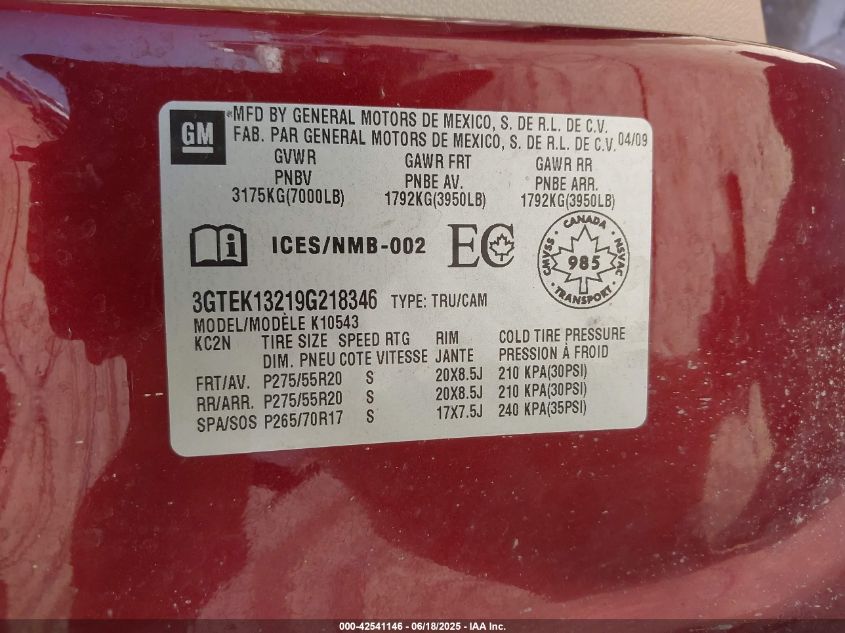 GM
*MFD BY GENERAL MOTORS DE MEXICO, S. DE R.L. DE C.V.
FAB. PAR GENERAL MOTORS DE MEXICO, S. DE R.L. DE C.V. 04/09
GVWR GAWR FRT GAWR RR
PNBV PNBE AV. PNBE ARR.
3175KG(7000LB) 1792KG(3950LB) 1792KG(3950LB)
i ICES/NMB-002 EC CANADA CMVSS NSVAC 985 TRANSPORT
3GTEK13219G218346 TYPE: TRU/CAM
MODEL/MODÈLE K10543
KC2N TIRE SIZE SPEED RTG RIM COLD TIRE PRESSURE
DIM. PNEU COTE VITESSE JANTE PRESSION À FROID
FRT/AV. P275/55R20 S 20X8.5J 210 KPA(30PSI)
RR/ARR. P275/55R20 S 20X8.5J 210 KPA(30PSI)
SPA/SOS P265/70R17 S 17X7.5J 240 KPA(35PSI)
000-42541146 - 06/18/2025 - IAA Inc.